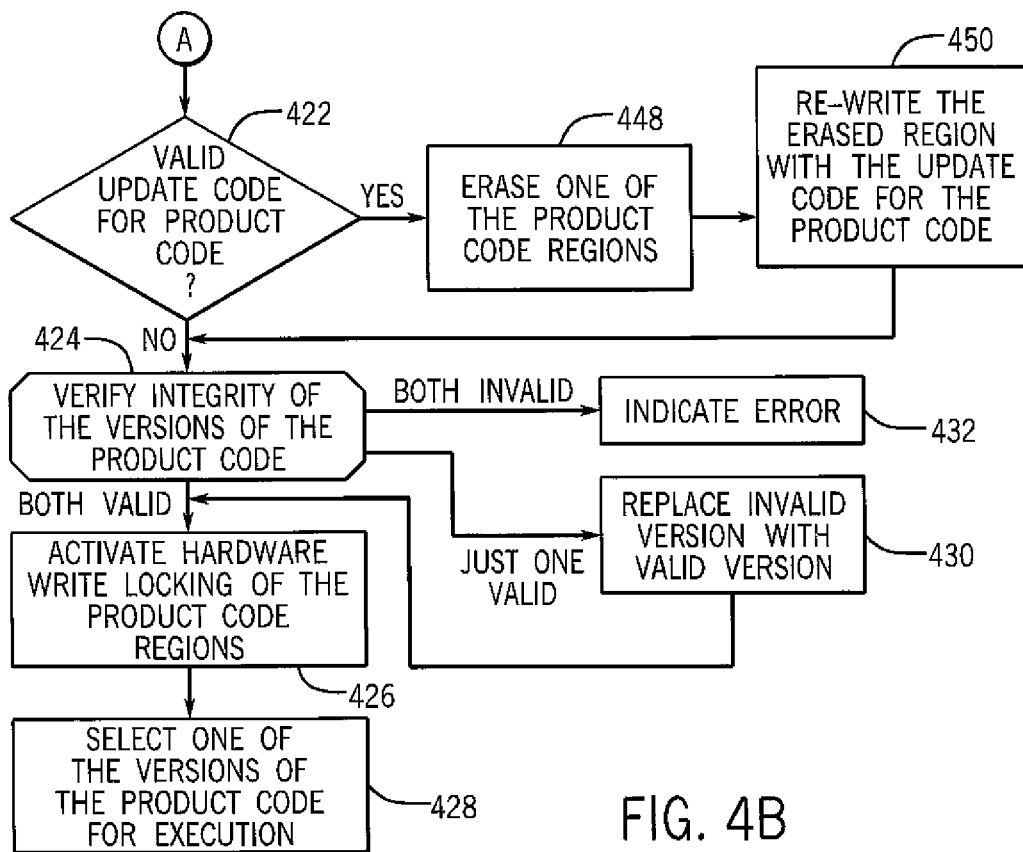 A
422
VALID
UPDATE CODE
FOR PRODUCT
CODE
?
YES
NO
448
ERASE ONE OF
THE PRODUCT
CODE REGIONS
450
RE-WRITE THE
ERASED REGION
WITH THE UPDATE
CODE FOR THE
PRODUCT CODE
424
VERIFY INTEGRITY OF
THE VERSIONS OF THE
PRODUCT CODE
BOTH INVALID
INDICATE ERROR
432
BOTH VALID
JUST ONE
VALID
REPLACE INVALID
VERSION WITH
VALID VERSION
430
ACTIVATE HARDWARE
WRITE LOCKING OF THE
PRODUCT CODE
REGIONS
426
SELECT ONE OF
THE VERSIONS OF
THE PRODUCT CODE
FOR EXECUTION
428
FIG. 4B